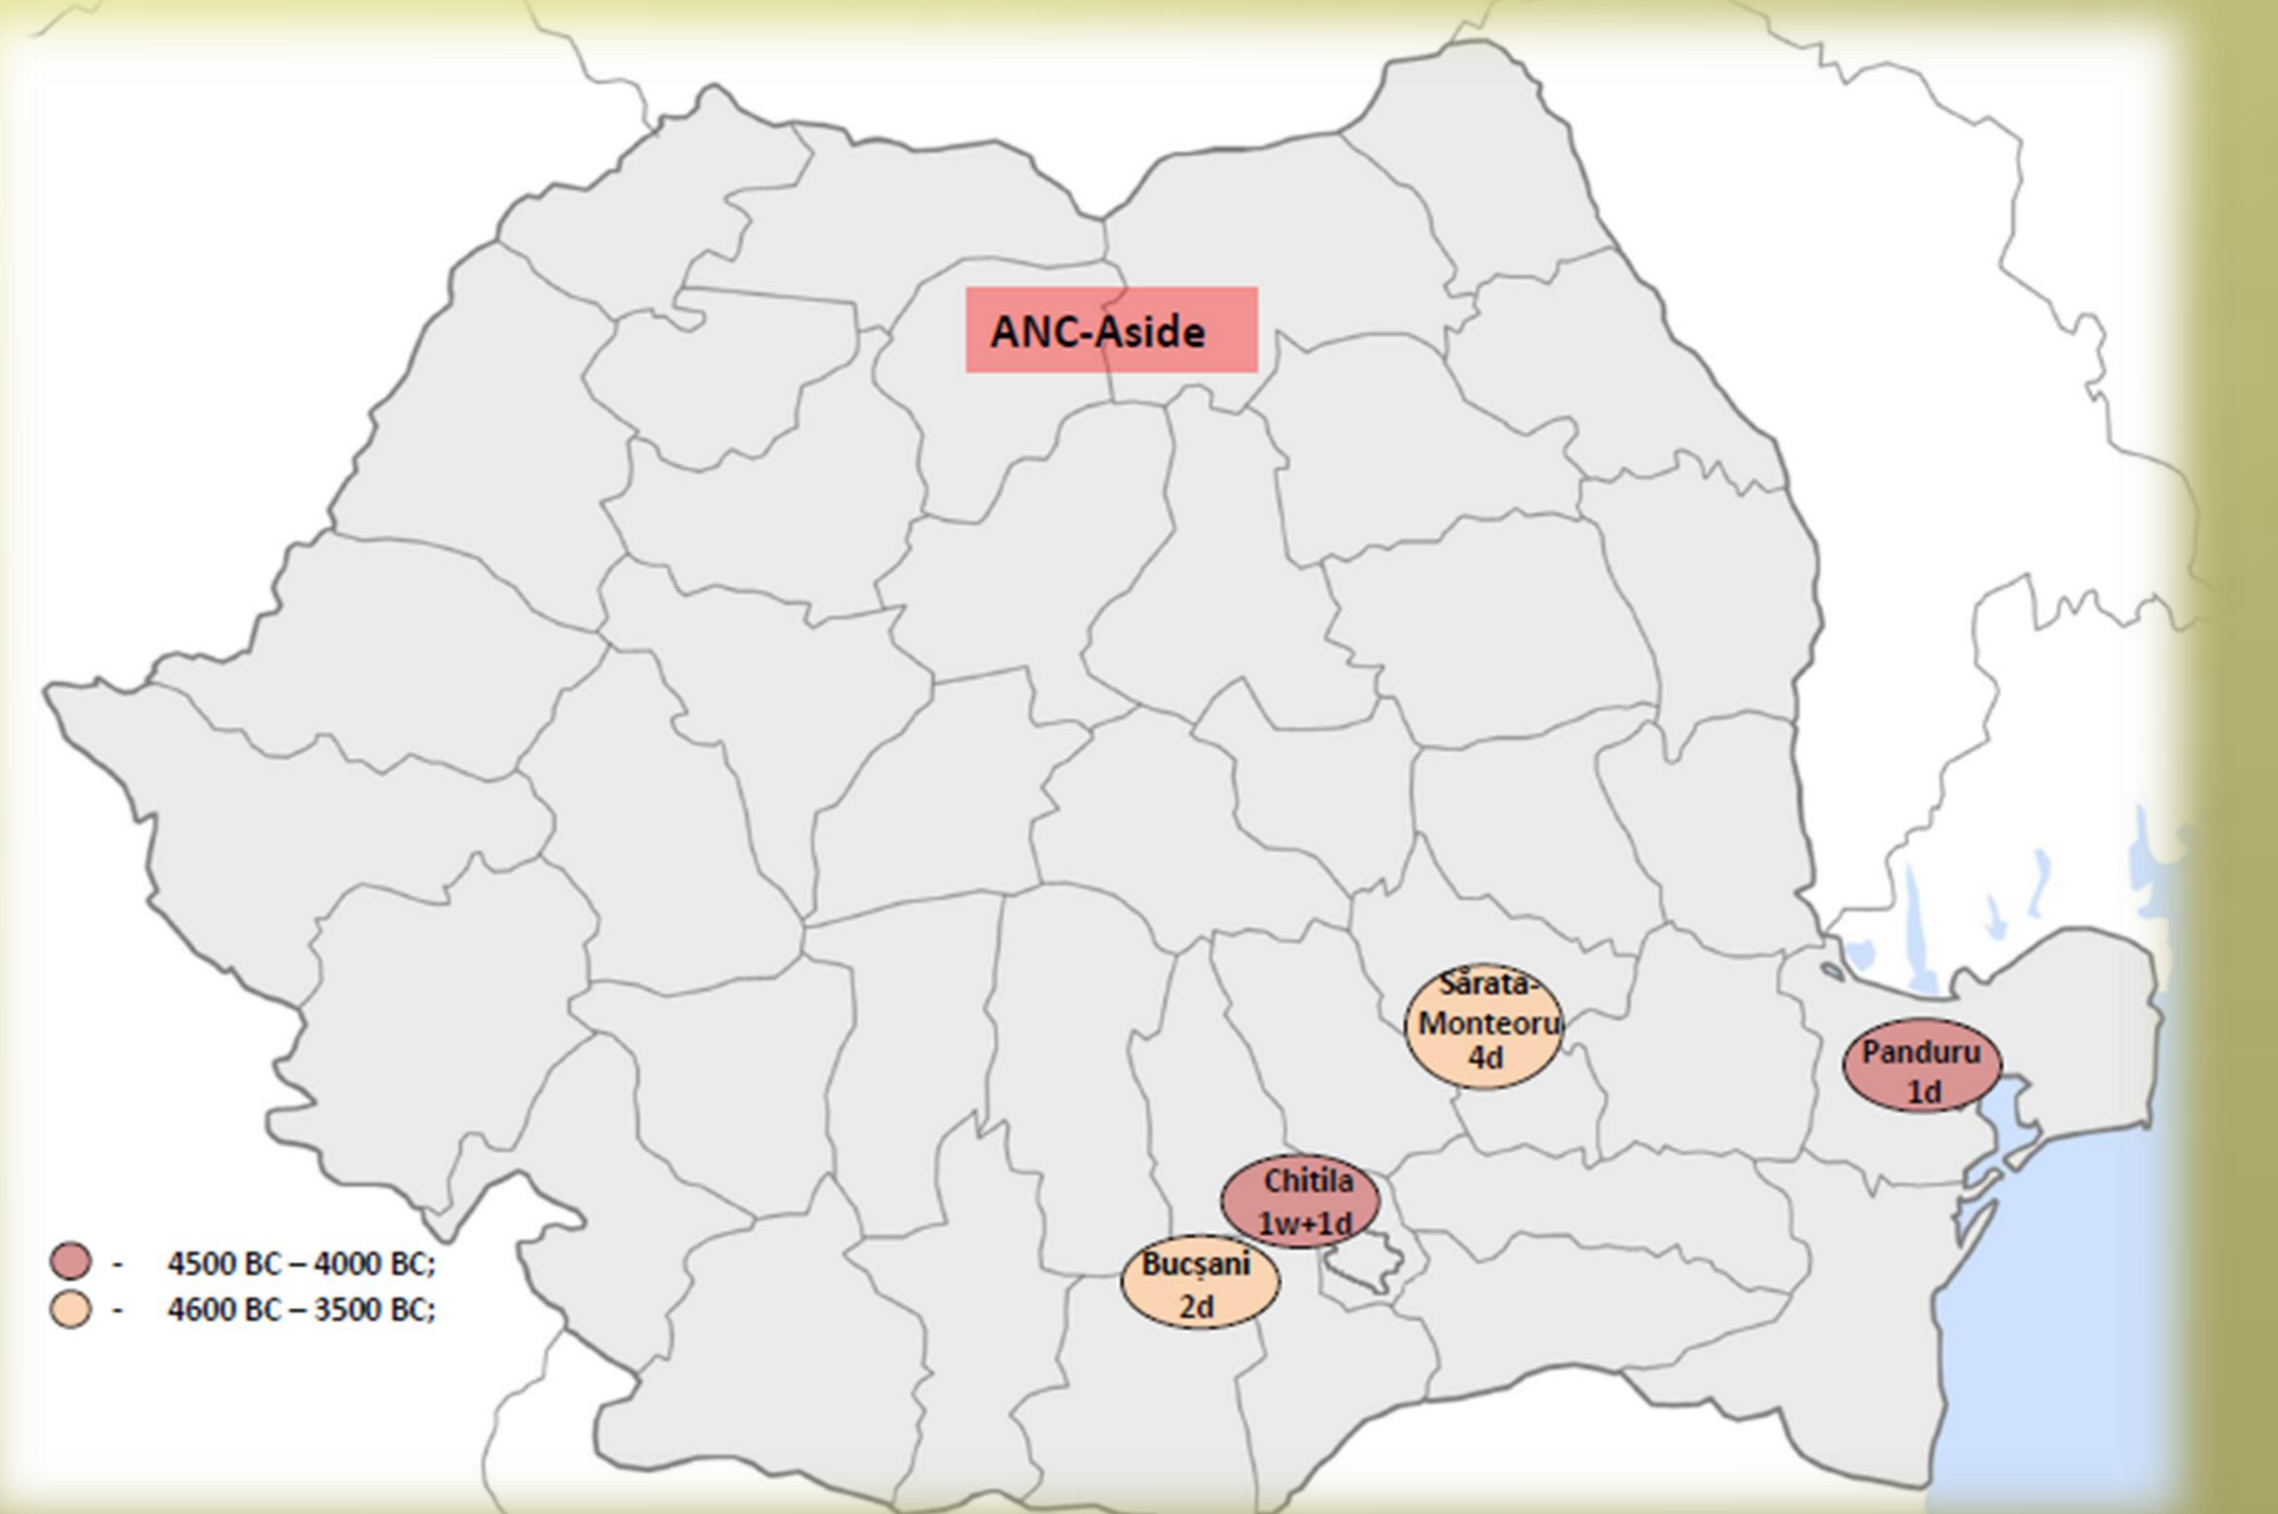 ANC-Aside
Sărata-
Monteoru
4d
Panduru
1d
Chitila
1w+1d
Bucșani
2d
- 4500 BC – 4000 BC;
- 4600 BC – 3500 BC;